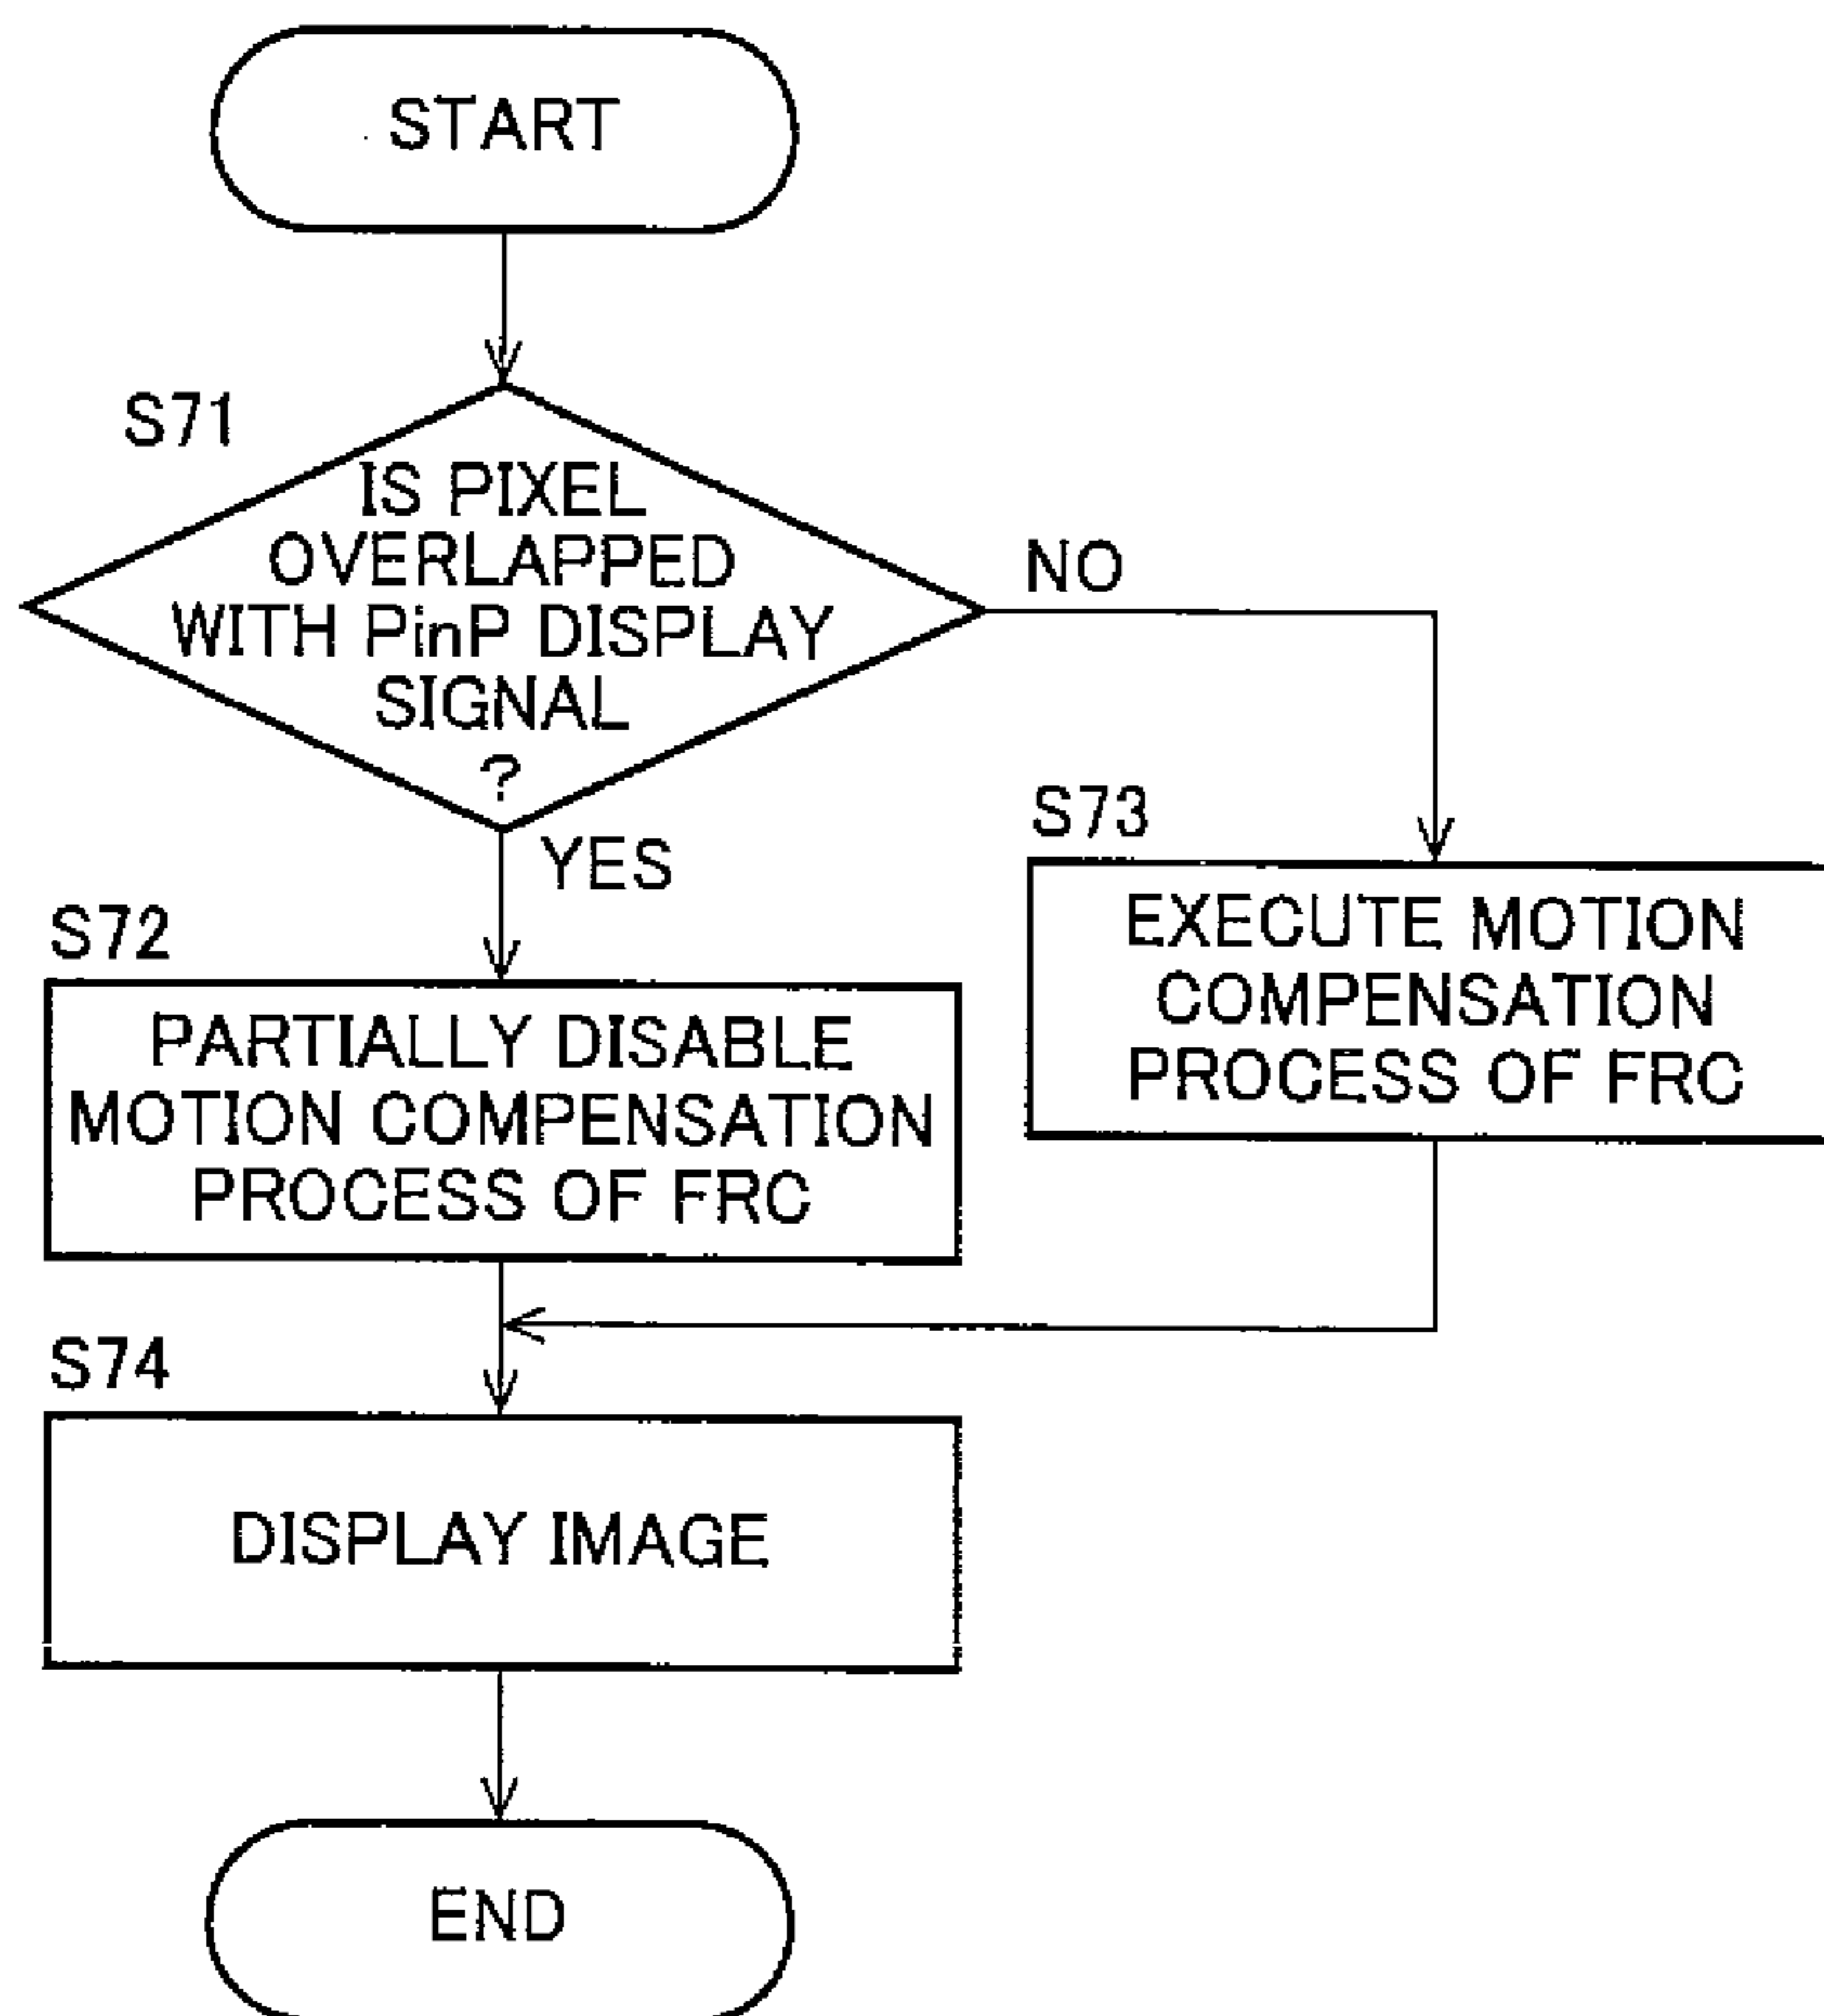 START
S71
IS PIXEL
OVERLAPPED
WITH PinP DISPLAY
SIGNAL
?
NO
YES
S73
EXECUTE MOTION
COMPENSATION
PROCESS OF FRC
S72
PARTIALLY DISABLE
MOTION COMPENSATION
PROCESS OF FRC
S74
DISPLAY IMAGE
END